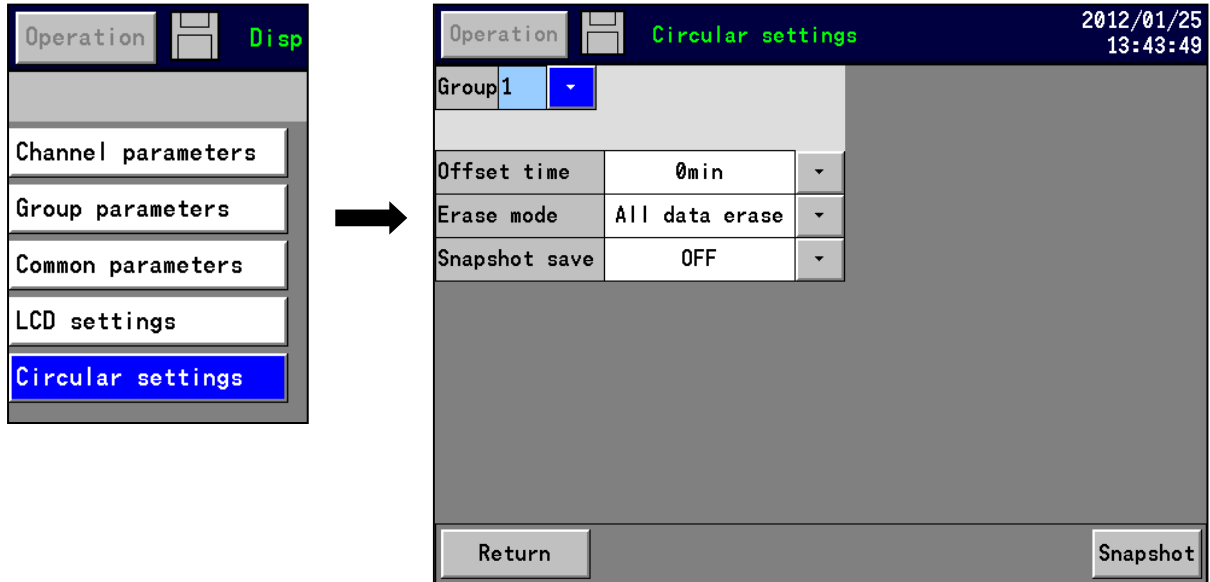 Operation Disp
Channel parameters
Group parameters
Common parameters
LCD settings
Circular settings
Operation Circular settings 2012/01/25
13:43:49
Group 1
Offset time 0min
Erase mode All data erase
Snapshot save OFF
Return Snapshot